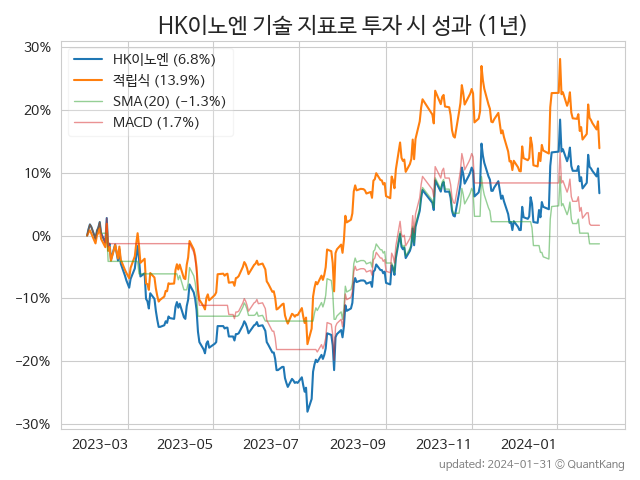 HK이노엔 기술 지표로 투자 시 성과 (1년)
30%
20%
10%
0%
−10%
−20%
−30%
HK이노엔 (6.8%)
적립식 (13.9%)
SMA(20) (−1.3%)
MACD (1.7%)
2023-03 2023-05 2023-07 2023-09 2023-11 2024-01
updated: 2024-01-31 © QuantKang